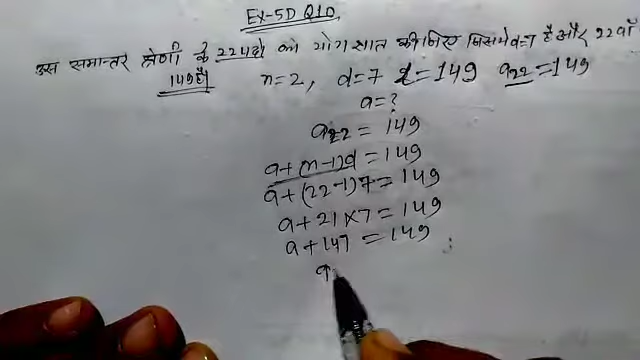 Ex-5D Q10,
उस समान्तर श्रेणी के 22 पदों का योग ज्ञात कीजिए जिसमें d=7 है और 22वाँ
149 है।
n=2, d=7 l=149 a22=149
a=?
a22=149
a+(n-1)d=149
a+(22-1)7=149
a+21×7=149
a+147=149
a